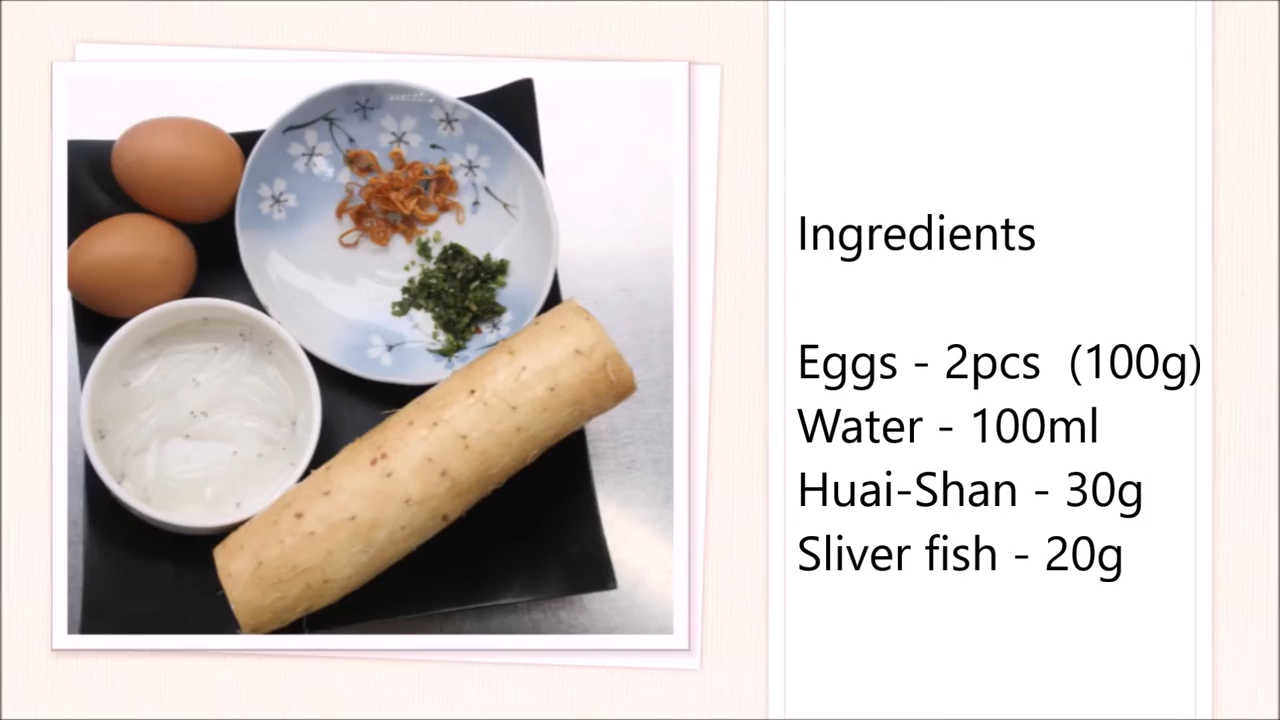 Ingredients
Eggs - 2pcs  (100g)
Water - 100ml
Huai-Shan - 30g
Sliver fish - 20g